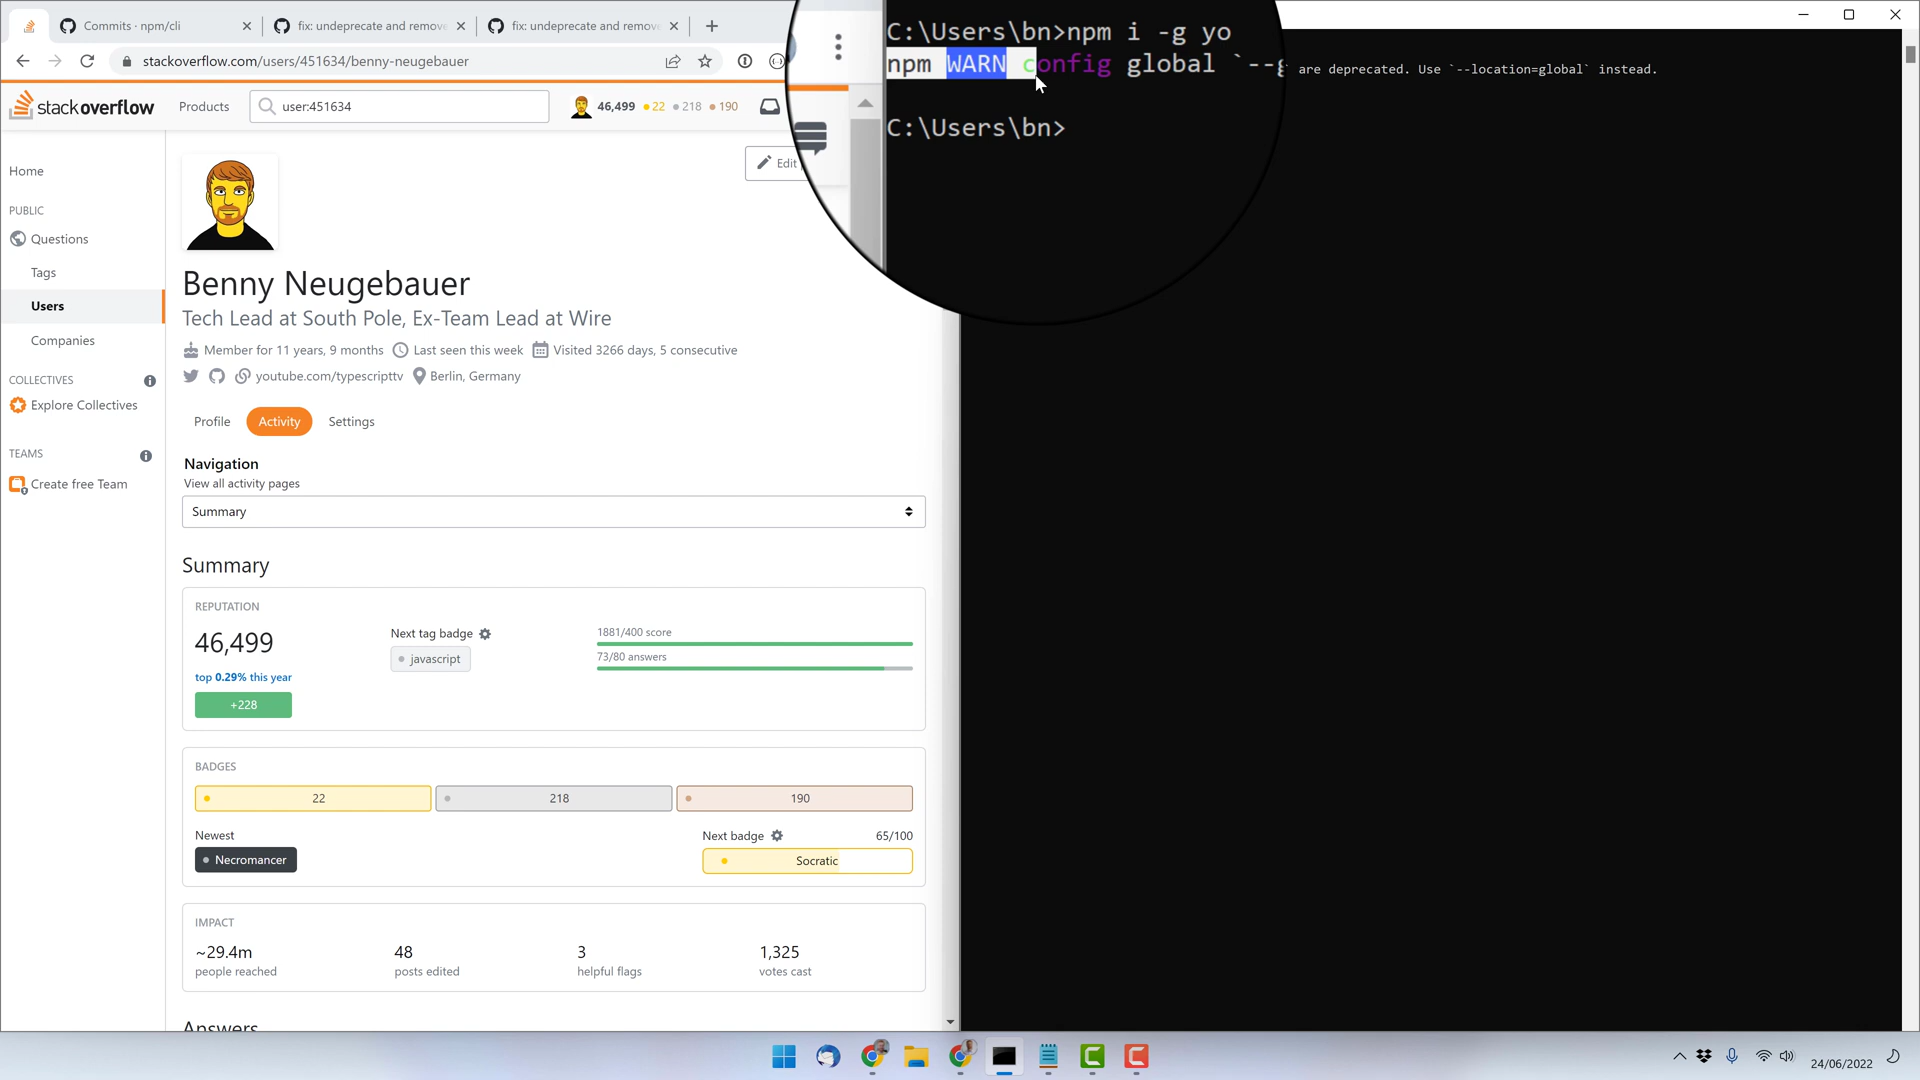 Commits · npm/cli
fix: undeprecate and remove
fix: undeprecate and remove
stackoverflow.com/users/451634/benny-neugebauer
stackoverflow
Products
user:451634
46,499
22
218
190
Edit
Home
PUBLIC
Questions
Tags
Users
Companies
COLLECTIVES
Explore Collectives
TEAMS
Create free Team
Benny Neugebauer
Tech Lead at South Pole, Ex-Team Lead at Wire
Member for 11 years, 9 months
Last seen this week
Visited 3266 days, 5 consecutive
youtube.com/typescripttv
Berlin, Germany
Profile
Activity
Settings
Navigation
View all activity pages
Summary
Summary
REPUTATION
46,499
top 0.29% this year
+228
Next tag badge
javascript
1881/400 score
73/80 answers
BADGES
22
218
190
Newest
Necromancer
Next badge
65/100
Socratic
IMPACT
~29.4m
people reached
48
posts edited
3
helpful flags
1,325
votes cast
Answers
C:\Users\bn>npm i -g yo
npm WARN config global `--g` are deprecated. Use `--location=global` instead.
C:\Users\bn>
24/06/2022